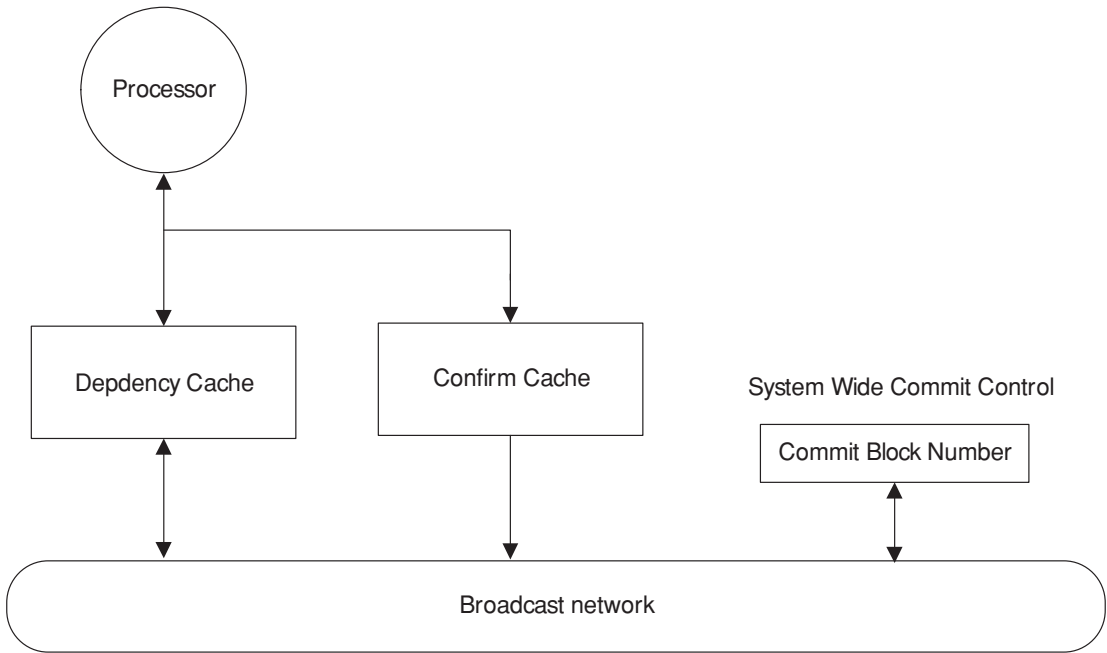 Processor
Depdency Cache
Confirm Cache
System Wide Commit Control
Commit Block Number
Broadcast network